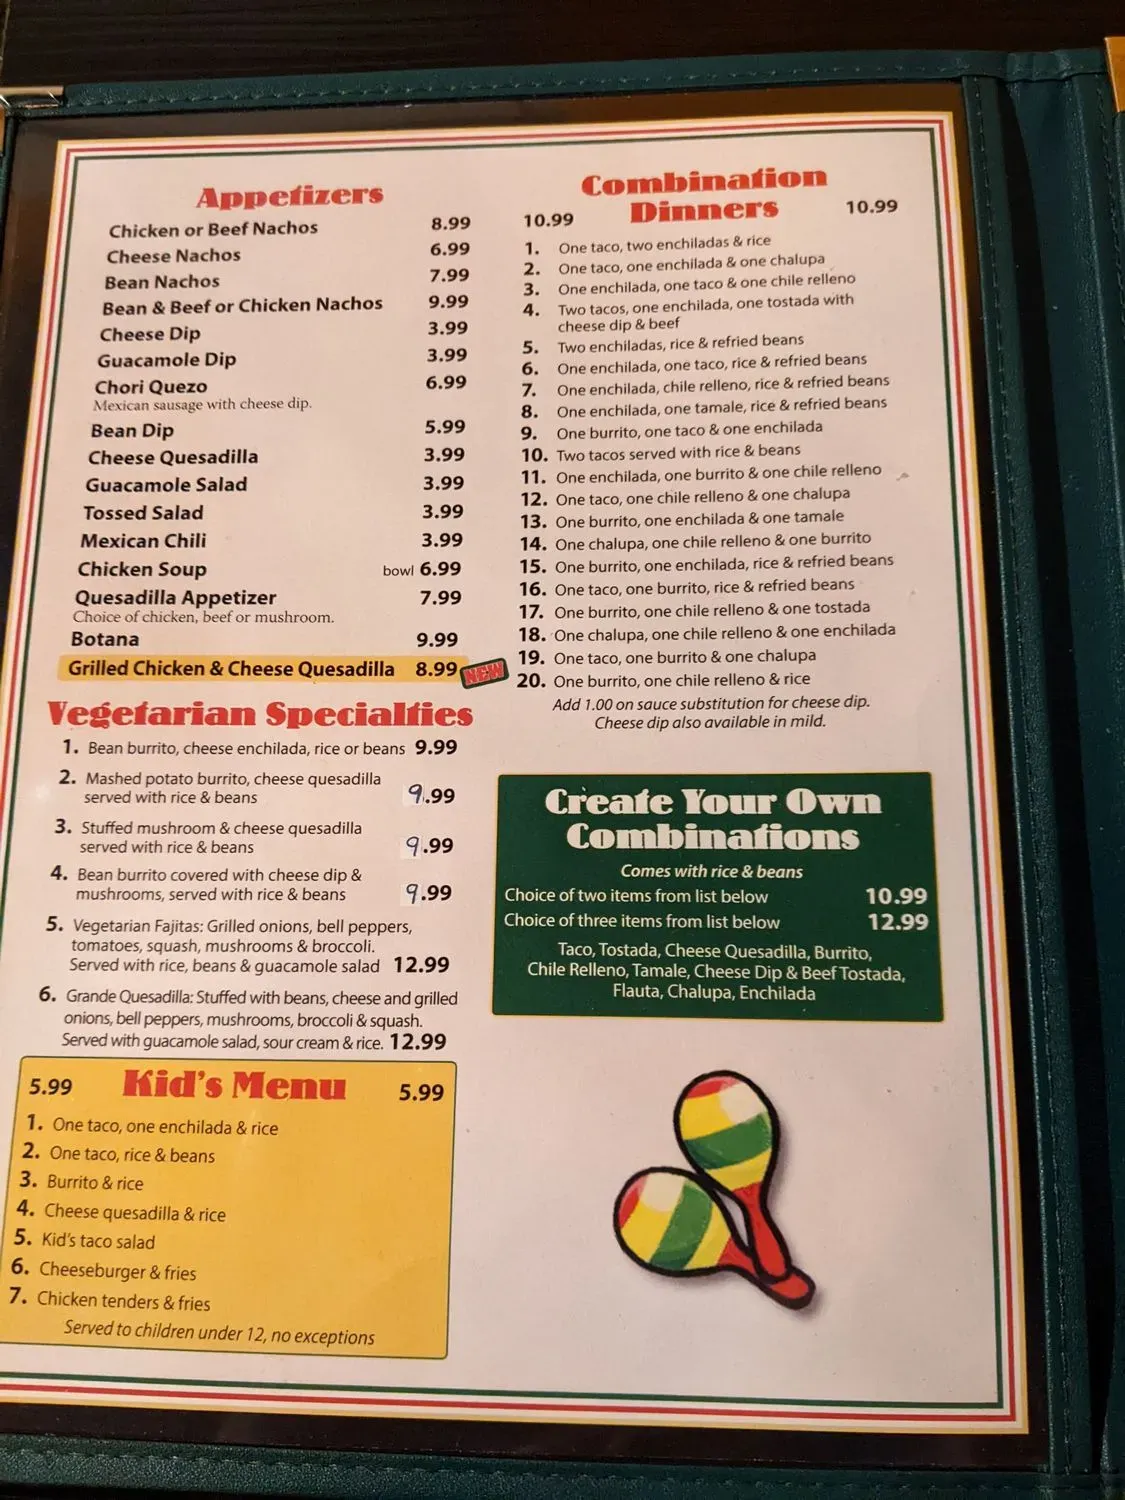 Appetizers
Chicken or Beef Nachos 8.99
Cheese Nachos 6.99
Bean Nachos 7.99
Bean & Beef or Chicken Nachos 9.99
Cheese Dip 3.99
Guacamole Dip 3.99
Chori Quezo 6.99
Mexican sausage with cheese dip.
Bean Dip 5.99
Cheese Quesadilla 3.99
Guacamole Salad 3.99
Tossed Salad 3.99
Mexican Chili 3.99
Chicken Soup bowl 6.99
Quesadilla Appetizer 7.99
Choice of chicken, beef or mushroom.
Botana 9.99
Grilled Chicken & Cheese Quesadilla 8.99 NEW
Vegetarian Specialties
1. Bean burrito, cheese enchilada, rice or beans 9.99
2. Mashed potato burrito, cheese quesadilla
served with rice & beans 9.99
3. Stuffed mushroom & cheese quesadilla
served with rice & beans 9.99
4. Bean burrito covered with cheese dip &
mushrooms, served with rice & beans 9.99
5. Vegetarian Fajitas: Grilled onions, bell peppers,
tomatoes, squash, mushrooms & broccoli.
Served with rice, beans & guacamole salad 12.99
6. Grande Quesadilla: Stuffed with beans, cheese and grilled
onions, bell peppers, mushrooms, broccoli & squash.
Served with guacamole salad, sour cream & rice. 12.99
5.99 Kid's Menu 5.99
1. One taco, one enchilada & rice
2. One taco, rice & beans
3. Burrito & rice
4. Cheese quesadilla & rice
5. Kid's taco salad
6. Cheeseburger & fries
7. Chicken tenders & fries
Served to children under 12, no exceptions
Combination
10.99 Dinners 10.99
1. One taco, two enchiladas & rice
2. One taco, one enchilada & one chalupa
3. One enchilada, one taco & one chile relleno
4. Two tacos, one enchilada, one tostada with
cheese dip & beef
5. Two enchiladas, rice & refried beans
6. One enchilada, one taco, rice & refried beans
7. One enchilada, chile relleno, rice & refried beans
8. One enchilada, one tamale, rice & refried beans
9. One burrito, one taco & one enchilada
10. Two tacos served with rice & beans
11. One enchilada, one burrito & one chile relleno
12. One taco, one chile relleno & one chalupa
13. One burrito, one enchilada & one tamale
14. One chalupa, one chile relleno & one burrito
15. One burrito, one enchilada, rice & refried beans
16. One taco, one burrito, rice & refried beans
17. One burrito, one chile relleno & one tostada
18. One chalupa, one chile relleno & one enchilada
19. One taco, one burrito & one chalupa
20. One burrito, one chile relleno & rice
Add 1.00 on sauce substitution for cheese dip.
Cheese dip also available in mild.
Create Your Own
Combinations
Comes with rice & beans
Choice of two items from list below 10.99
Choice of three items from list below 12.99
Taco, Tostada, Cheese Quesadilla, Burrito,
Chile Relleno, Tamale, Cheese Dip & Beef Tostada,
Flauta, Chalupa, Enchilada